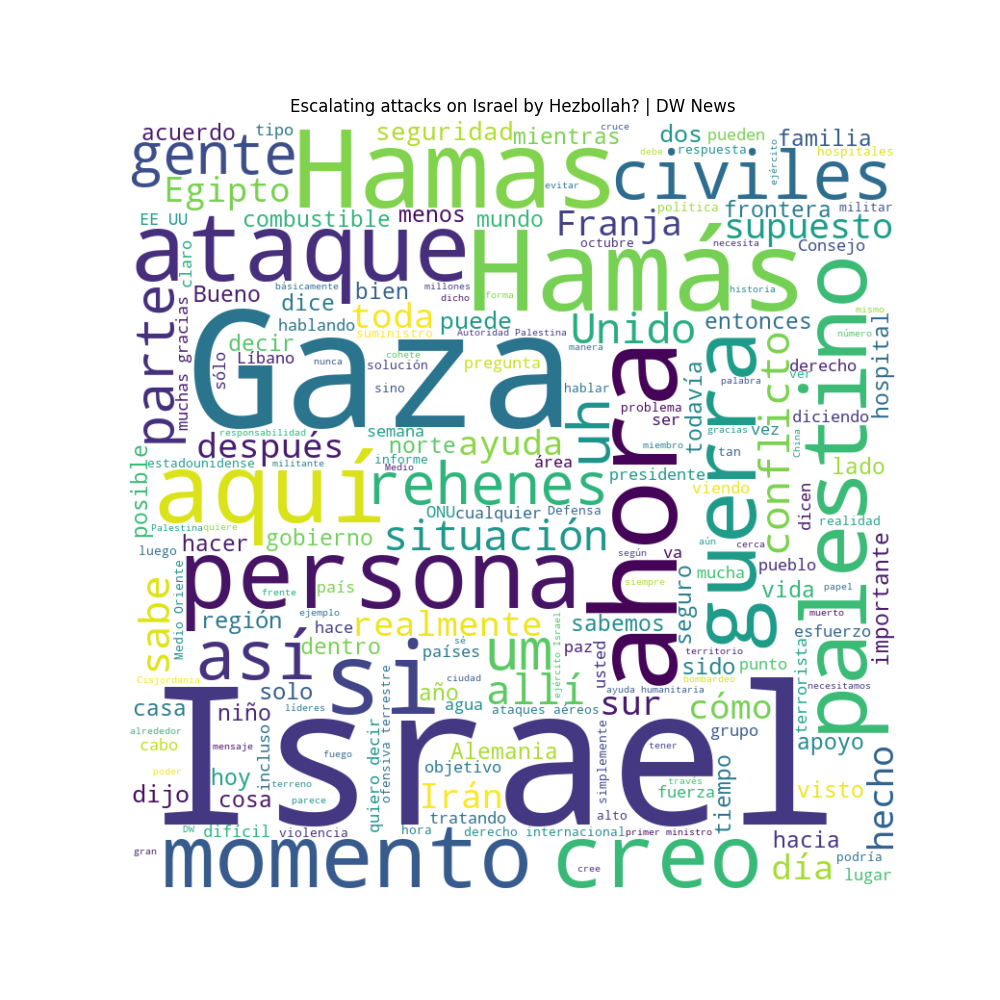 Escalating attacks on Israel by Hezbollah? | DW News
acuerdo tipo seguridad cruce dos pueden familia
gente Hamas mientras debe respuesta ejército civiles hospitales
Egipto evitar
EE UU combustible menos mundo Franja política frontera militar
ataque Hamás octubre necesita supuesto Consejo
claro básicamente millones
parte Bueno dice bien dicho forma historia palestino
muchas gracias hablando toda puede Unido entonces mismo
decir suministro Autoridad Palestina número
Líbano Gaza cohete manera ahora guerra conflicto hospital
sólo nunca solución pregunta derecho
sino hablar todavía palabra ver
problema diciendo
uh ser
responsabilidad semana gracias vez China
después norte ayuda miembro tan
posible estadounidense militante informe área lado
aquí Medio presidente
rehenes viendo dicen
ONU cualquier Defensa realidad
Palestina quiere
hacer gobierno situación aún cerca
luego según va
persona mucha pueblo importante
sabe Medio Oriente frente país siempre vida papel
región ejemplo seguro muerto
hace realmente sabemos esfuerzo
así dentro sé um paz usted territorio sido punto terrorista
países ejército Israel
Cisjordania si ciudad bombardeo necesitamos
solo año allí ayuda humanitaria
casa niño líderes agua ataques aéreos sur cómo
alrededor incluso ofensiva terrestre grupo
cabo mensaje Israel simplemente tener apoyo
quiero decir fuego Alemania hecho
poder hoy terreno objetivo través tiempo
dijo cosa parece Irán fuerza visto
tratando alto
DW difícil violencia hora derecho internacional primer ministro hacia
gran momento creo cree día podría
lugar